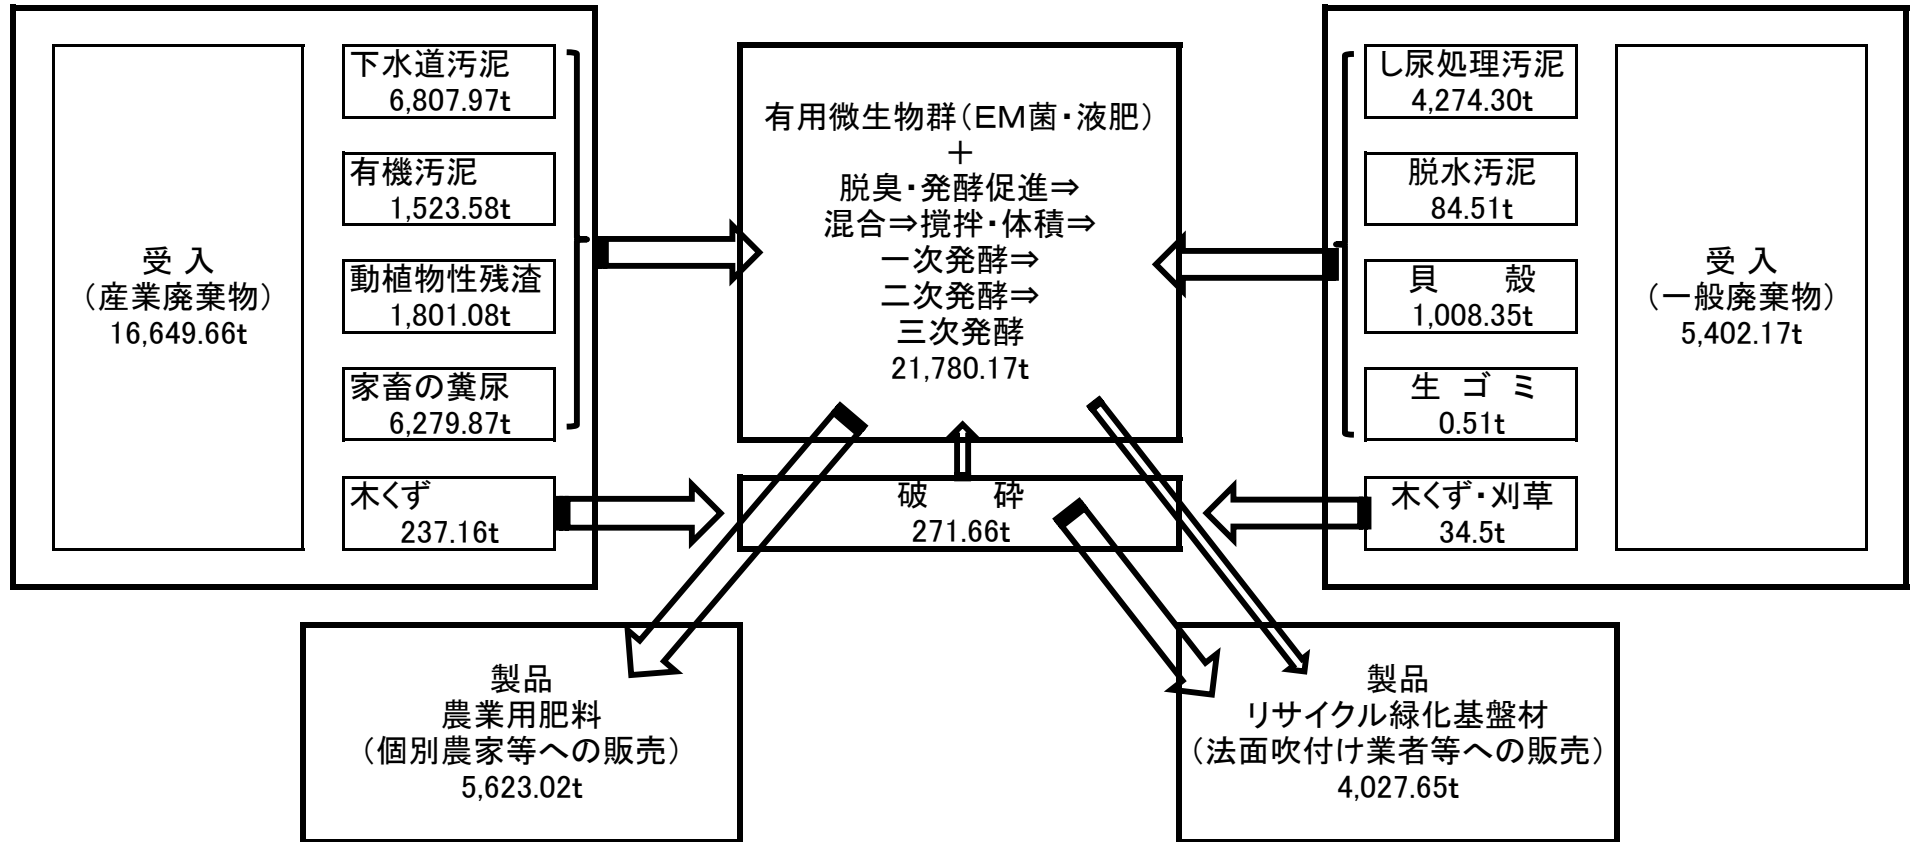 受 入
（産業廃棄物）
16,649.66t
下水道汚泥
6,807.97t
有機汚泥
1,523.58t
動植物性残渣
1,801.08t
家畜の糞尿
6,279.87t
木くず
237.16t
有用微生物群（EM菌・液肥）
＋
脱臭・発酵促進⇒
混合⇒撹拌・体積⇒
一次発酵⇒
二次発酵⇒
三次発酵
21,780.17t
破　　砕
271.66t
し尿処理汚泥
4,274.30t
脱水汚泥
84.51t
貝　　殻
1,008.35t
生　ゴ　ミ
0.51t
木くず・刈草
34.5t
受 入
（一般廃棄物）
5,402.17t
製品
農業用肥料
（個別農家等への販売）
5,623.02t
製品
リサイクル緑化基盤材
（法面吹付け業者等への販売）
4,027.65t